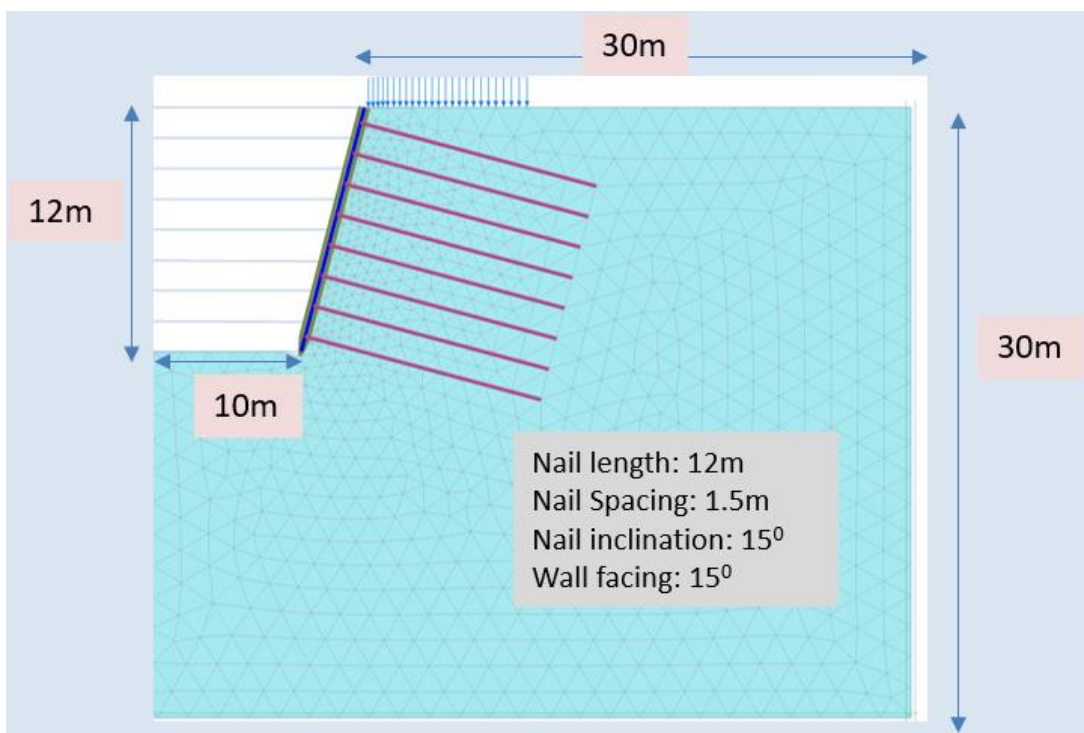 30m
12m
30m
10m
Nail length: 12m
Nail Spacing: 1.5m
Nail inclination: 15⁰
Wall facing: 15⁰